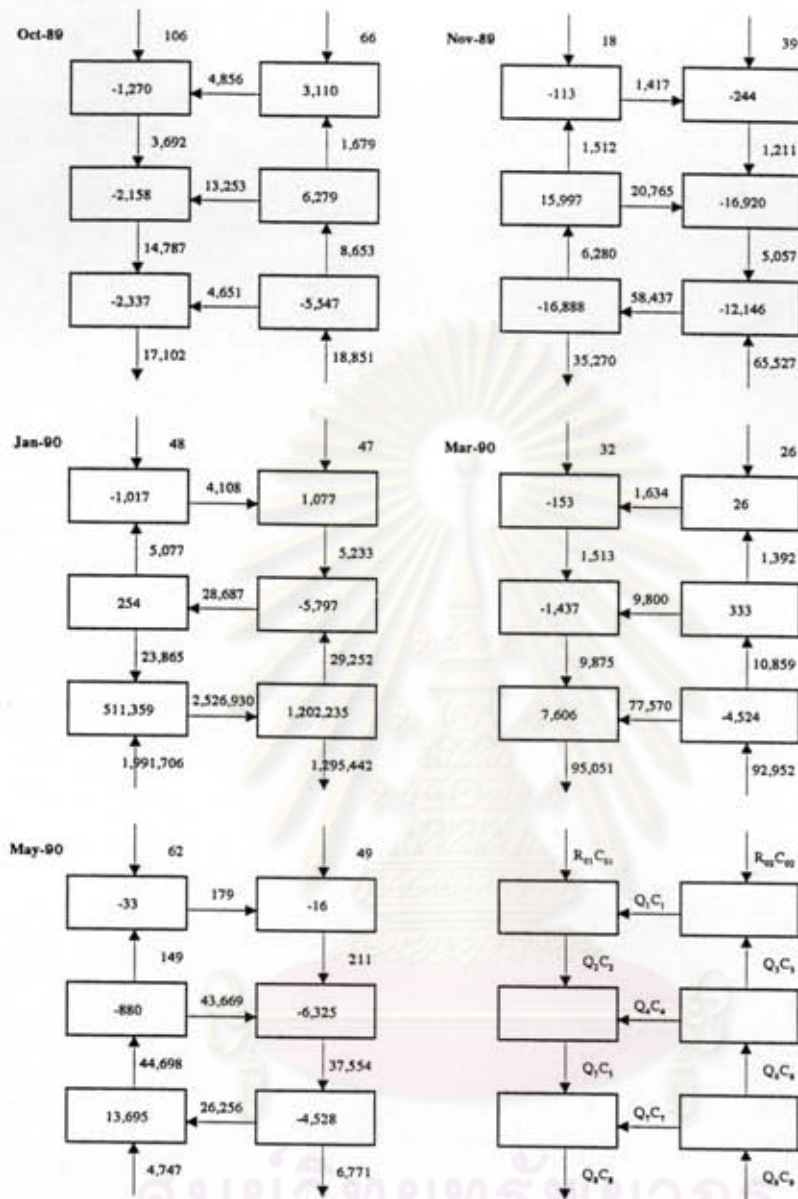 Oct-89 106 66 Nov-89 18 39
-1,270 4,856 3,110 -113 1,417 -244
3,692 1,679 1,512 1,211
-2,158 13,253 6,279 15,997 20,765 -16,920
14,787 8,653 6,280 5,057
-2,337 4,651 -5,547 -16,888 58,437 -12,146
17,102 18,851 35,270 65,527
Jan-90 48 47 Mar-90 32 26
-1,017 4,108 1,077 -153 1,634 26
5,077 5,233 1,513 1,392
254 28,687 -5,797 -1,437 9,800 333
23,865 29,252 9,875 10,859
511,359 2,526,930 1,202,235 7,606 77,570 -4,524
1,991,706 1,295,442 95,051 92,952
May-90 62 49 R₀₁C₀₁ R₀₂C₀₂
-33 179 -16 Q₁C₁
149 211 Q₂C₂ Q₃C₃
-880 43,669 -6,325 Q₄C₄
44,698 37,554
13,695 26,256 -4,528 Q₇C₇
4,747 6,771